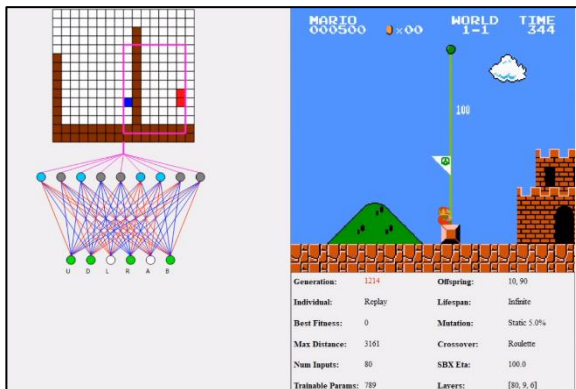 MARIO WORLD TIME
000500 x00 1-1 344
100
U D L R A B
Generation: 1214 Offspring: 10, 90
Individual: Replay Lifespan: Infinite
Best Fitness: 0 Mutation: Static 5.0%
Max Distance: 3161 Crossover: Roulette
Num Inputs: 80 SBX Eta: 100.0
Trainable Params: 789 Layers: [80, 9, 6]